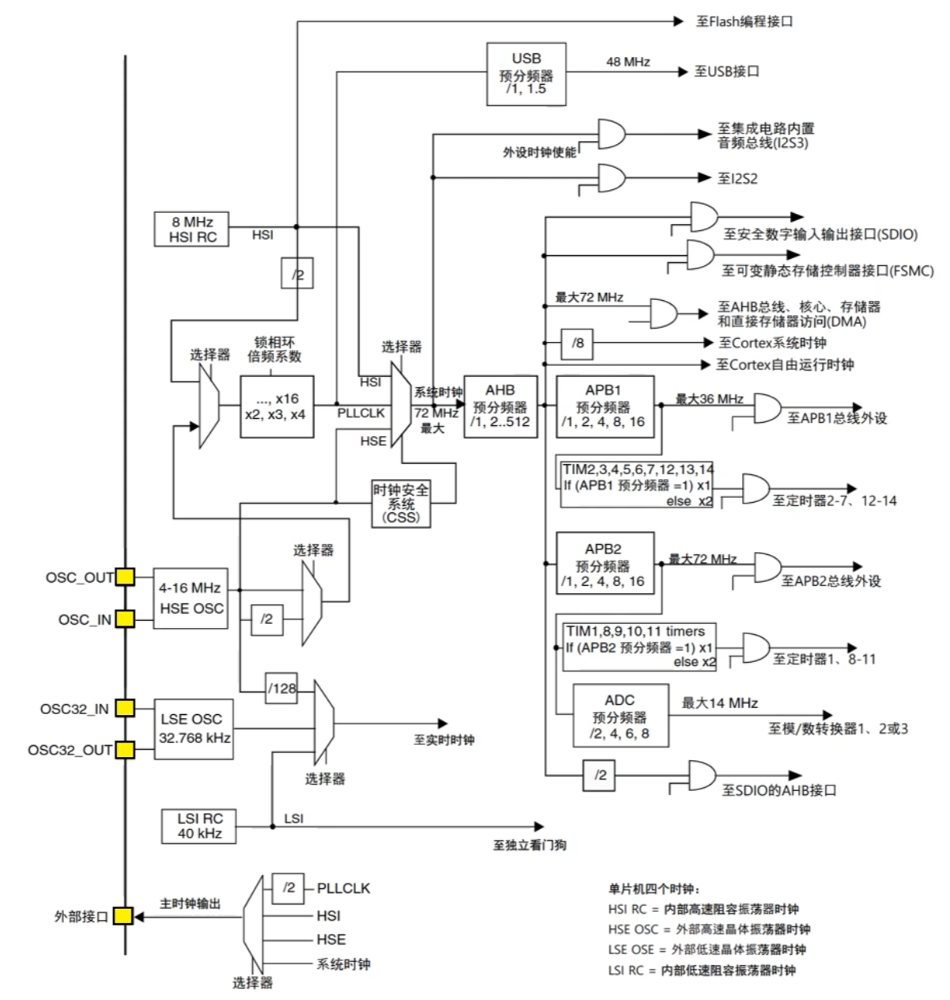 至Flash编程接口
USB
预分频器
/1, 1.5
48 MHz
至USB接口
至集成电路内置
音频总线(I2S3)
外设时钟使能
至I2S2
8 MHz
HSI RC
HSI
至安全数字输入输出接口(SDIO)
/2
至可变静态存储控制器接口(FSMC)
最大72 MHz
至AHB总线、核心、存储器
和直接存储器访问(DMA)
/8
至Cortex系统时钟
至Cortex自由运行时钟
选择器
锁相环
倍频系数
..., x16
x2, x3, x4
选择器
HSI
PLLCLK
HSE
系统时钟
72 MHz
最大
AHB
预分频器
/1, 2..512
APB1
预分频器
/1, 2, 4, 8, 16
最大36 MHz
至APB1总线外设
TIM2,3,4,5,6,7,12,13,14
If (APB1 预分频器 =1) x1
else x2
至定时器2-7、12-14
时钟安全
系统
(CSS)
选择器
APB2
预分频器
/1, 2, 4, 8, 16
最大72 MHz
至APB2总线外设
OSC_OUT
OSC_IN
4-16 MHz
HSE OSC
/2
TIM1,8,9,10,11 timers
If (APB2 预分频器 =1) x1
else x2
至定时器1、8-11
/128
ADC
预分频器
/2, 4, 6, 8
最大14 MHz
至模/数转换器1、2或3
OSC32_IN
OSC32_OUT
LSE OSC
32.768 kHz
至实时时钟
选择器
/2
至SDIO的AHB接口
LSI RC
40 kHz
LSI
至独立看门狗
外部接口
主时钟输出
/2
PLLCLK
HSI
HSE
系统时钟
选择器
单片机四个时钟：
HSI RC = 内部高速阻容振荡器时钟
HSE OSC = 外部高速晶体振荡器时钟
LSE OSE = 外部低速晶体振荡器时钟
LSI RC = 内部低速阻容振荡器时钟